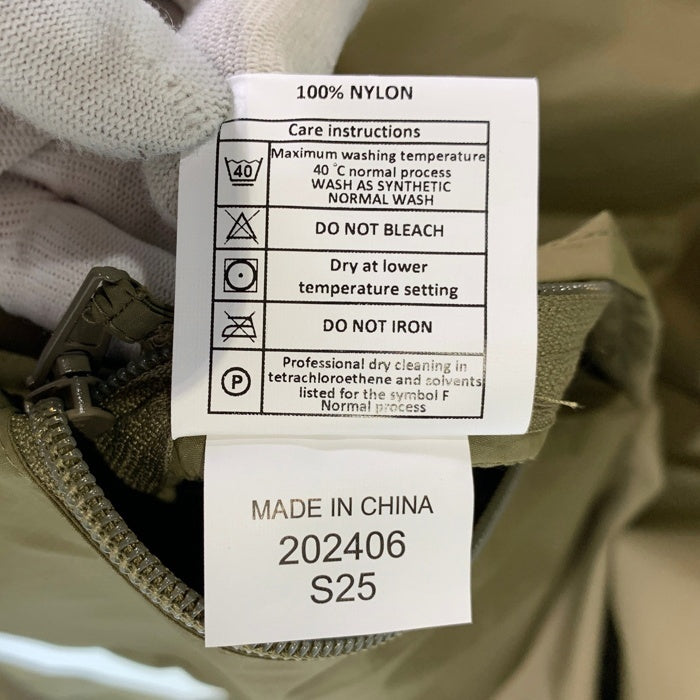 100% NYLON
Care instructions
40
Maximum washing temperature
40 °C normal process
WASH AS SYNTHETIC
NORMAL WASH
DO NOT BLEACH
Dry at lower
temperature setting
DO NOT IRON
P
Professional dry cleaning in
tetrachloroethene and solvents
listed for the symbol F
Normal process
MADE IN CHINA
202406
S25